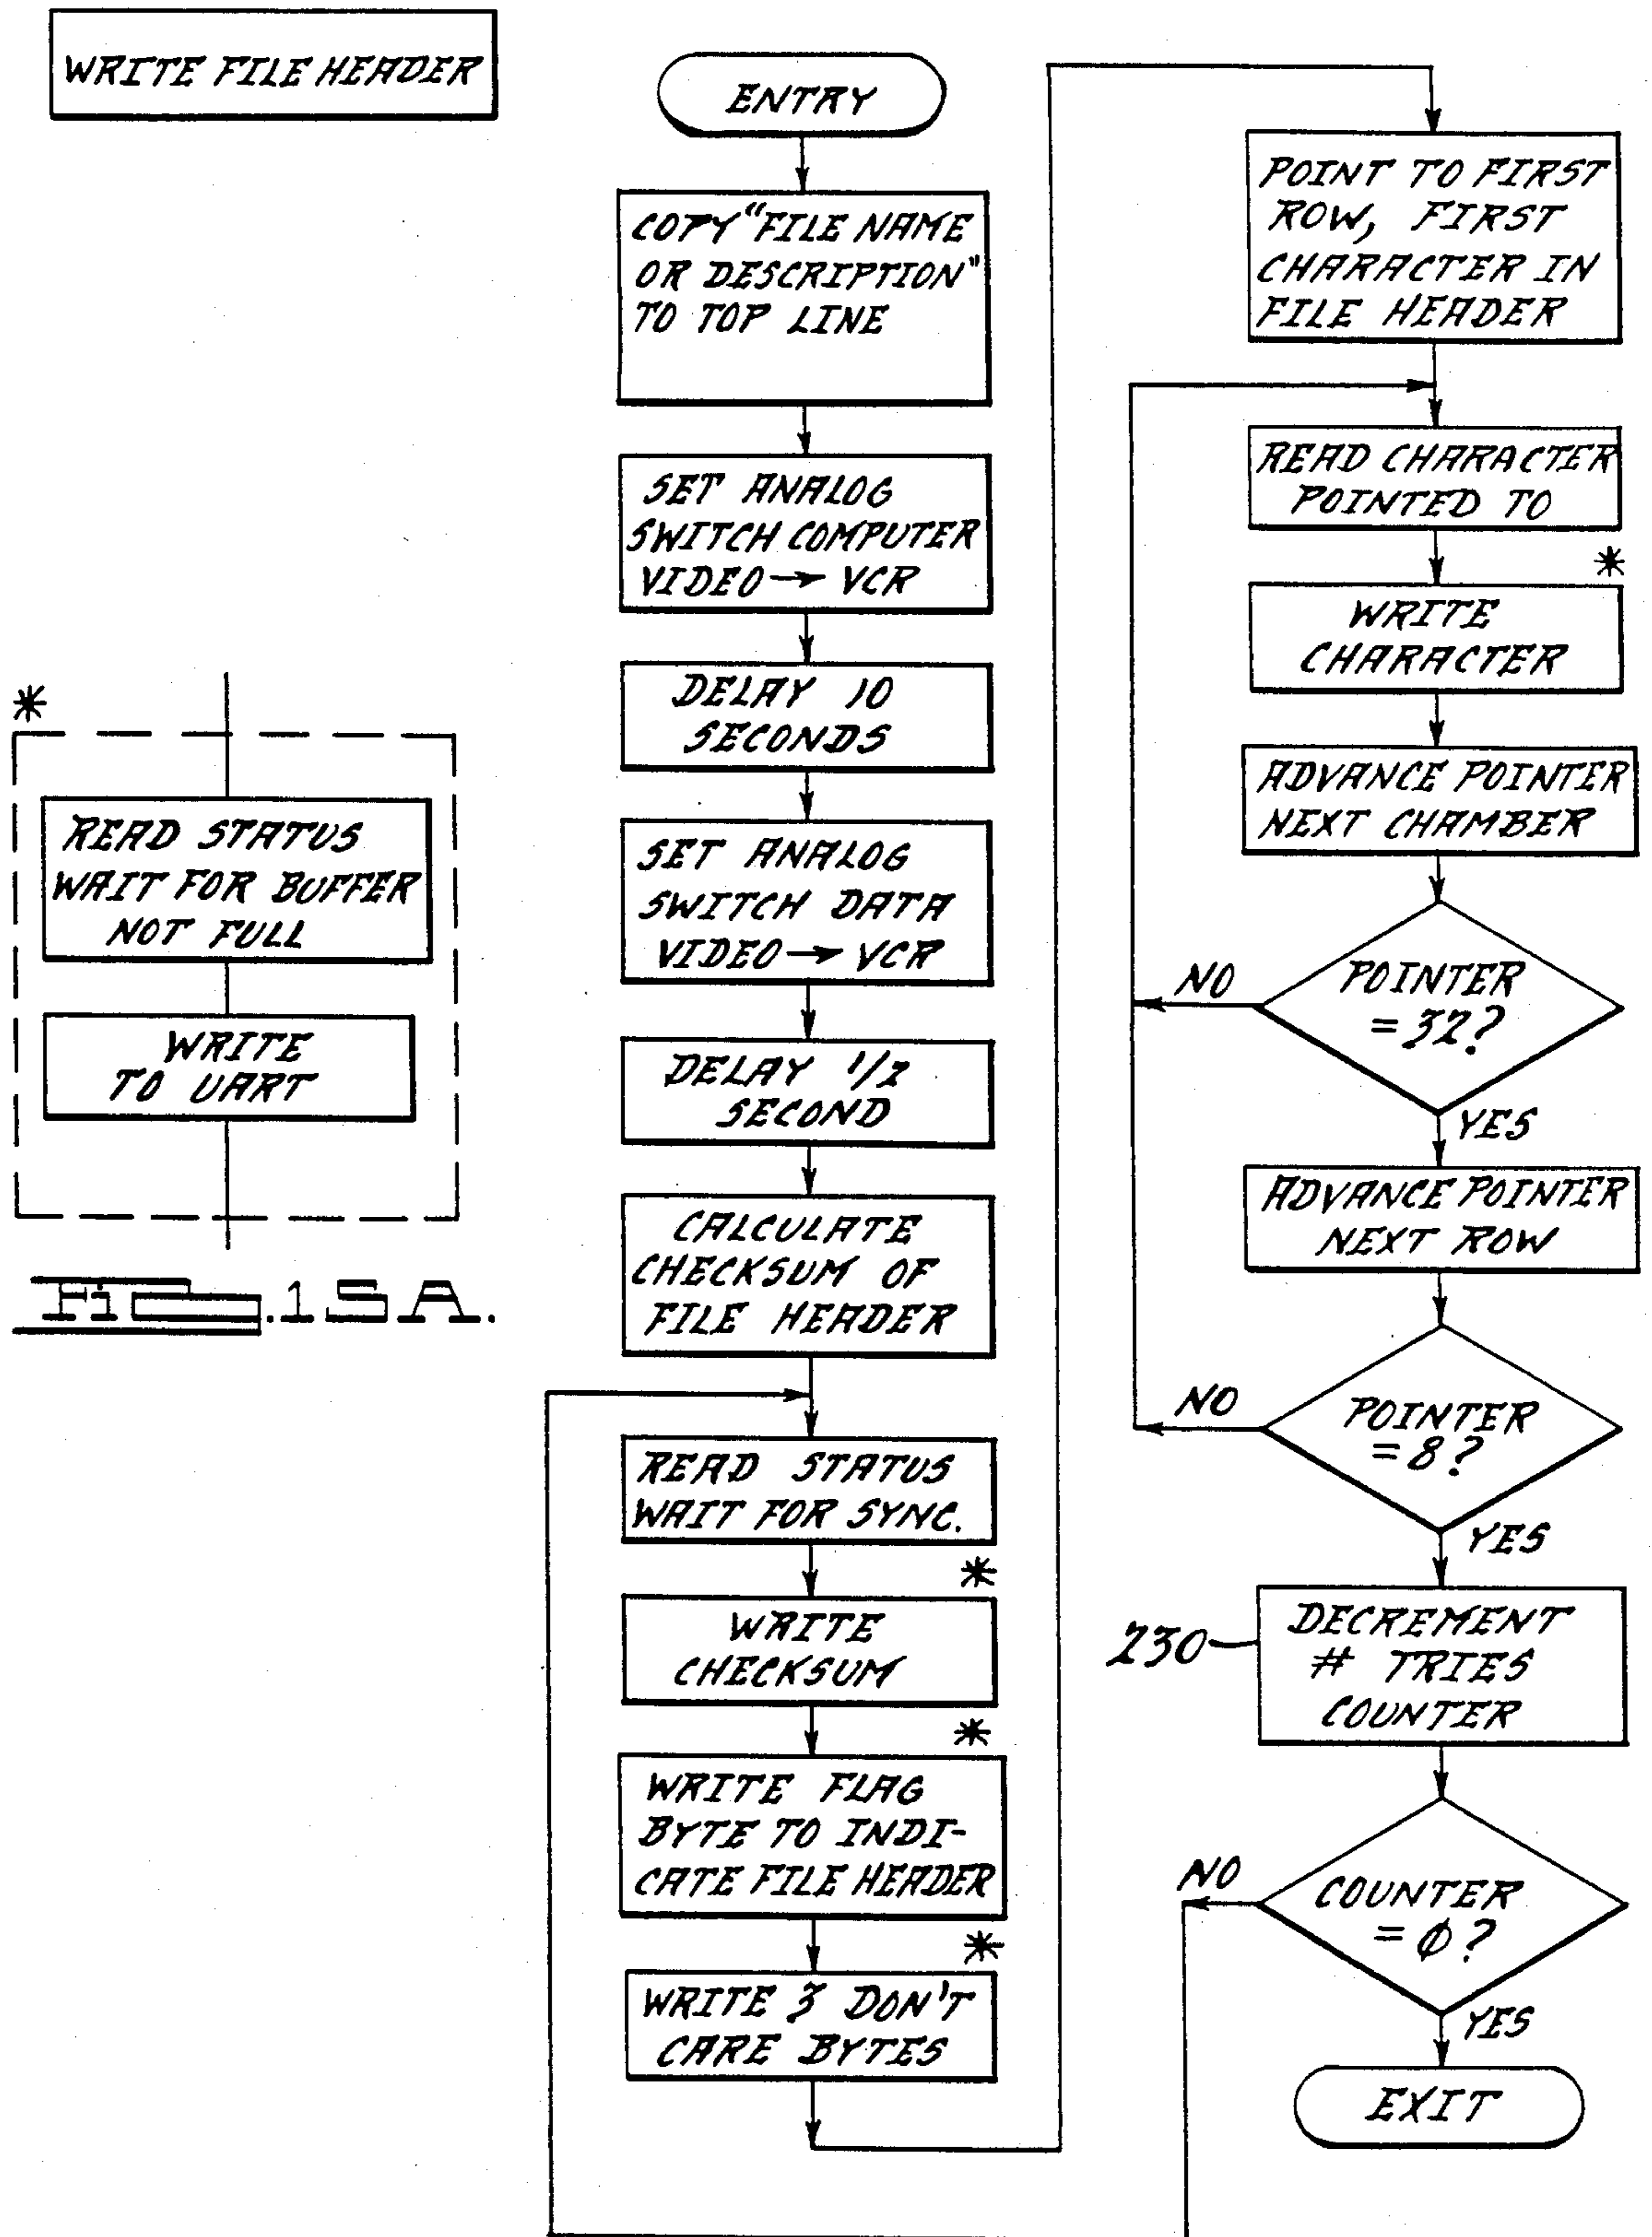 WRITE FILE HEADER
ENTRY
COPY "FILE NAME
OR DESCRIPTION"
TO TOP LINE
SET ANALOG
SWITCH COMPUTER
VIDEO → VCR
DELAY 10
SECONDS
SET ANALOG
SWITCH DATA
VIDEO → VCR
DELAY 1/2
SECOND
CALCULATE
CHECKSUM OF
FILE HEADER
READ STATUS
WAIT FOR SYNC.
*
WRITE
CHECKSUM
*
WRITE FLAG
BYTE TO INDI-
CATE FILE HEADER
*
WRITE 3 DON'T
CARE BYTES
*
READ STATUS
WAIT FOR BUFFER
NOT FULL
WRITE
TO UART
FIG. 15A.
POINT TO FIRST
ROW, FIRST
CHARACTER IN
FILE HEADER
READ CHARACTER
POINTED TO
*
WRITE
CHARACTER
ADVANCE POINTER
NEXT CHAMBER
POINTER
= 32?
NO
YES
ADVANCE POINTER
NEXT ROW
POINTER
= 8?
NO
YES
230
DECREMENT
# TRIES
COUNTER
COUNTER
= Ø?
NO
YES
EXIT